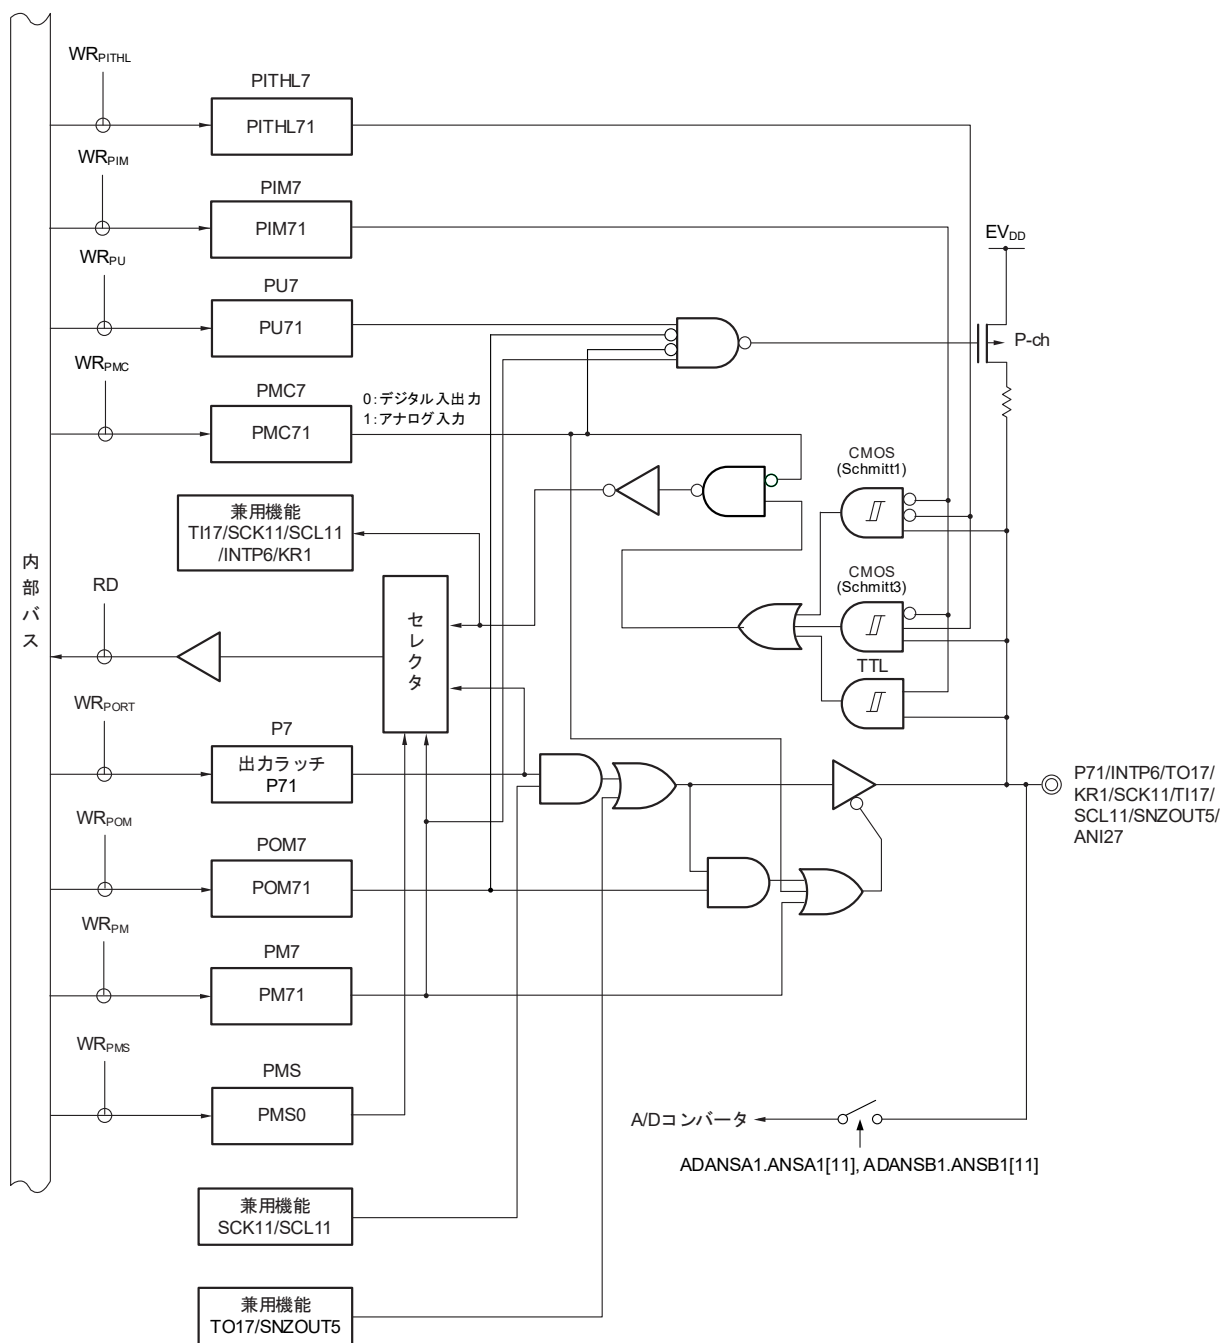 WRPITHL
PITHL7
PITHL71
WRPIM
PIM7
PIM71
WRPU
PU7
PU71
EVDD
P-ch
WRPMC
PMC7
PMC71
0:デジタル入出力
1:アナログ入力
CMOS
(Schmitt1)
兼用機能
TI17/SCK11/SCL11
/INTP6/KR1
内部バス
RD
セレクタ
CMOS
(Schmitt3)
TTL
WRPORT
P7
出力ラッチ
P71
P71/INTP6/TO17/
KR1/SCK11/TI17/
SCL11/SNZOUT5/
ANI27
WRPOM
POM7
POM71
WRPM
PM7
PM71
WRPMS
PMS
PMS0
A/Dコンバータ
ADANSA1.ANSA1[11], ADANSB1.ANSB1[11]
兼用機能
SCK11/SCL11
兼用機能
TO17/SNZOUT5